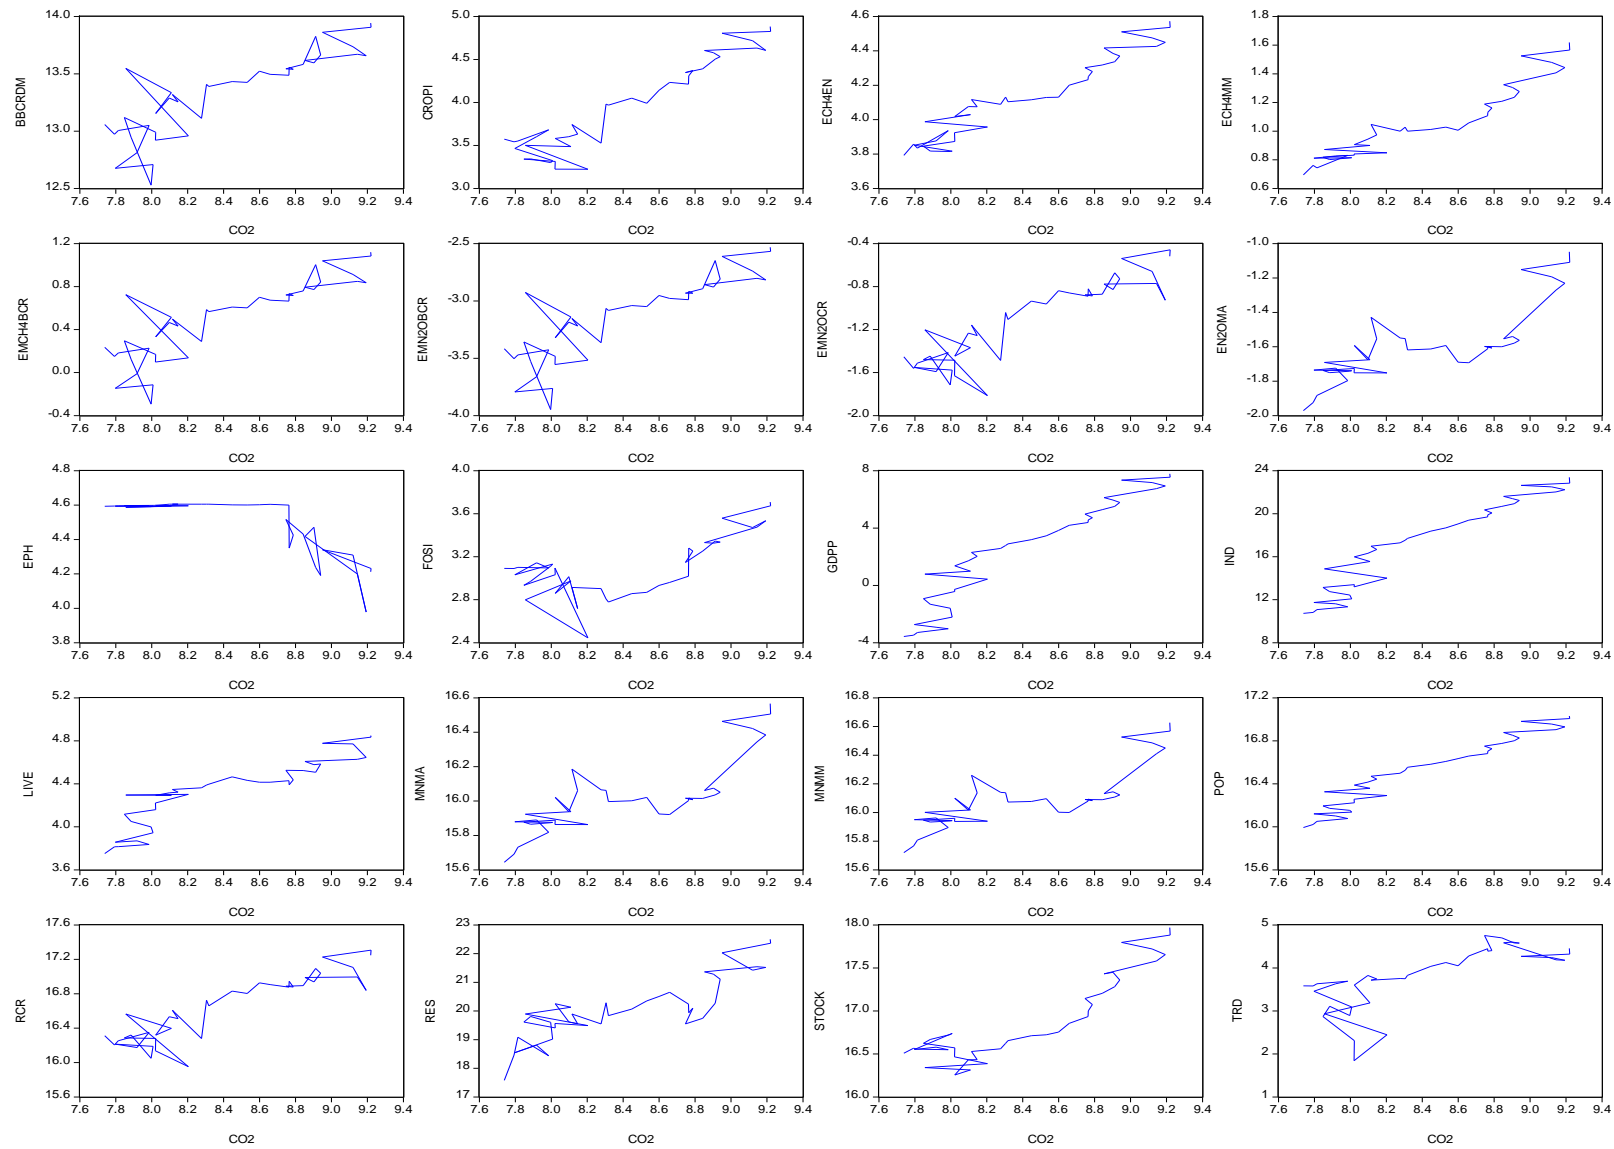 BBCRDM
14.0
13.5
13.0
12.5
7.6 7.8 8.0 8.2 8.4 8.6 8.8 9.0 9.2 9.4
CO2
CROPI
5.0
4.5
4.0
3.5
3.0
7.6 7.8 8.0 8.2 8.4 8.6 8.8 9.0 9.2 9.4
CO2
ECH4EN
4.6
4.4
4.2
4.0
3.8
3.6
7.6 7.8 8.0 8.2 8.4 8.6 8.8 9.0 9.2 9.4
CO2
ECH4MM
1.8
1.6
1.4
1.2
1.0
0.8
0.6
7.6 7.8 8.0 8.2 8.4 8.6 8.8 9.0 9.2 9.4
CO2
EMCH4BCR
1.2
0.8
0.4
0.0
-0.4
7.6 7.8 8.0 8.2 8.4 8.6 8.8 9.0 9.2 9.4
CO2
EMN2OBCR
-2.5
-3.0
-3.5
-4.0
7.6 7.8 8.0 8.2 8.4 8.6 8.8 9.0 9.2 9.4
CO2
EMN2OCR
-0.4
-0.8
-1.2
-1.6
-2.0
7.6 7.8 8.0 8.2 8.4 8.6 8.8 9.0 9.2 9.4
CO2
EN2OMA
-1.0
-1.2
-1.4
-1.6
-1.8
-2.0
7.6 7.8 8.0 8.2 8.4 8.6 8.8 9.0 9.2 9.4
CO2
EPH
4.8
4.6
4.4
4.2
4.0
3.8
7.6 7.8 8.0 8.2 8.4 8.6 8.8 9.0 9.2 9.4
CO2
FOSI
4.0
3.6
3.2
2.8
2.4
7.6 7.8 8.0 8.2 8.4 8.6 8.8 9.0 9.2 9.4
CO2
GDPP
8
4
0
-4
7.6 7.8 8.0 8.2 8.4 8.6 8.8 9.0 9.2 9.4
CO2
IND
24
20
16
12
8
7.6 7.8 8.0 8.2 8.4 8.6 8.8 9.0 9.2 9.4
CO2
LIVE
5.2
4.8
4.4
4.0
3.6
7.6 7.8 8.0 8.2 8.4 8.6 8.8 9.0 9.2 9.4
CO2
MNMA
16.6
16.4
16.2
16.0
15.8
15.6
7.6 7.8 8.0 8.2 8.4 8.6 8.8 9.0 9.2 9.4
CO2
MNMM
16.8
16.6
16.4
16.2
16.0
15.8
15.6
7.6 7.8 8.0 8.2 8.4 8.6 8.8 9.0 9.2 9.4
CO2
POP
17.2
16.8
16.4
16.0
15.6
7.6 7.8 8.0 8.2 8.4 8.6 8.8 9.0 9.2 9.4
CO2
RCR
17.6
17.2
16.8
16.4
16.0
15.6
7.6 7.8 8.0 8.2 8.4 8.6 8.8 9.0 9.2 9.4
CO2
RES
23
22
21
20
19
18
17
7.6 7.8 8.0 8.2 8.4 8.6 8.8 9.0 9.2 9.4
CO2
STOCK
18.0
17.5
17.0
16.5
16.0
7.6 7.8 8.0 8.2 8.4 8.6 8.8 9.0 9.2 9.4
CO2
TRD
5
4
3
2
1
7.6 7.8 8.0 8.2 8.4 8.6 8.8 9.0 9.2 9.4
CO2